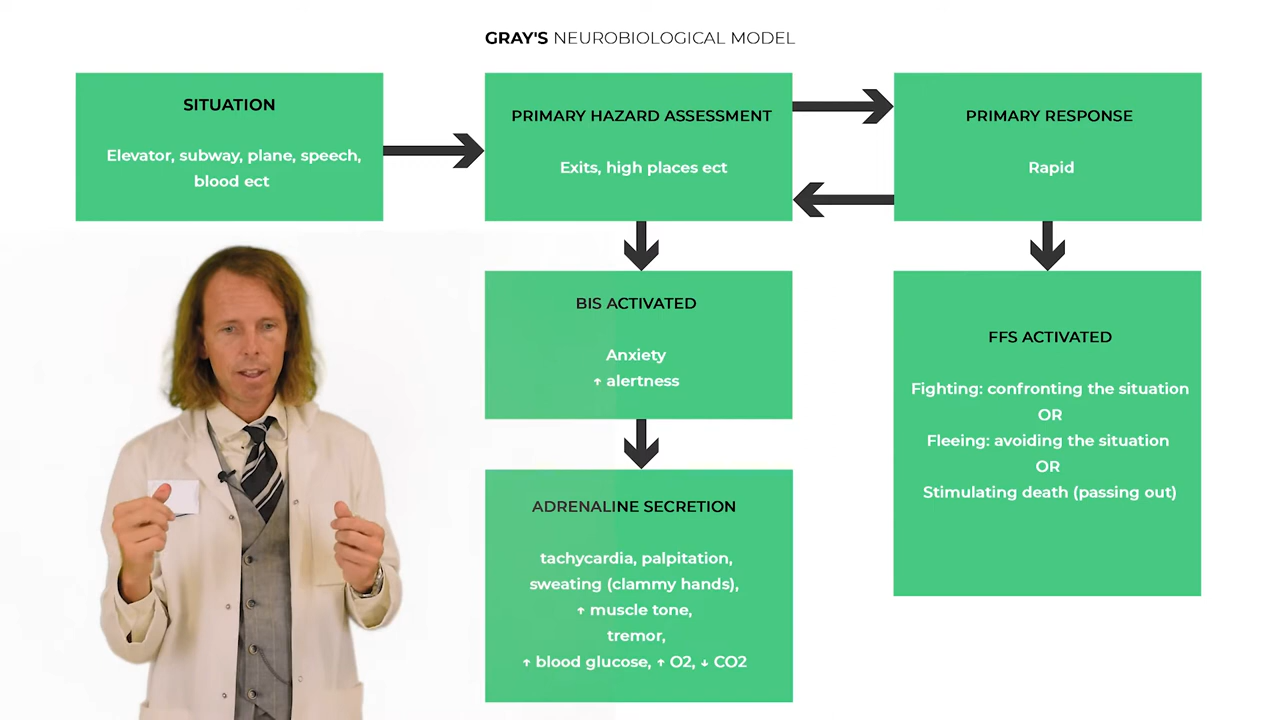 GRAY'S NEUROBIOLOGICAL MODEL
SITUATION
Elevator, subway, plane, speech,
blood ect
PRIMARY HAZARD ASSESSMENT
Exits, high places ect
PRIMARY RESPONSE
Rapid
BIS ACTIVATED
Anxiety
↑ alertness
FFS ACTIVATED
Fighting: confronting the situation
OR
Fleeing: avoiding the situation
OR
Stimulating death (passing out)
ADRENALINE SECRETION
tachycardia, palpitation,
sweating (clammy hands),
↑ muscle tone,
tremor,
↑ blood glucose, ↑ O2, ↓ CO2